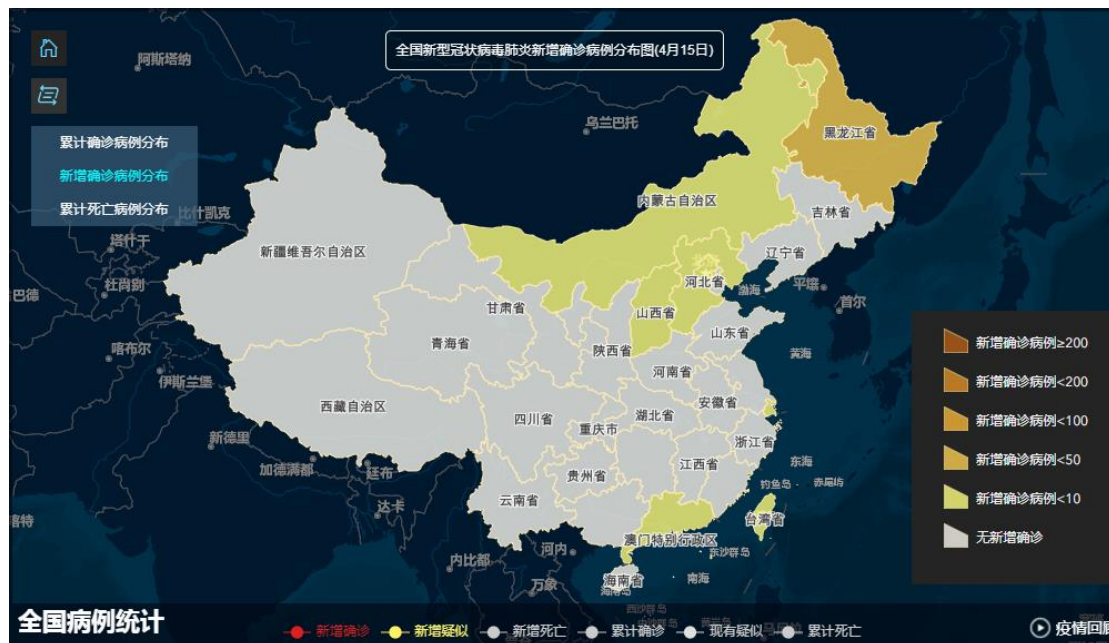 全国新型冠状病毒肺炎新增确诊病例分布图(4月15日)
阿斯塔纳
乌兰巴托
累计确诊病例分布
新增确诊病例分布
累计死亡病例分布
黑龙江省
内蒙古自治区
吉林省
比什凯克
塔什干
新疆维吾尔自治区
辽宁省
杜尚别
河北省
平壤
渤海
首尔
巴德
甘肃省
山西省
山东省
喀布尔
青海省
陕西省
黄海
伊斯兰堡
河南省
西藏自治区
四川省
湖北省
安徽省
重庆市
新德里
浙江省
加德满都
廷布
贵州省
江西省
东海
钓鱼岛
赤尾屿
云南省
达卡
台湾省
澳门特别行政区
河内
东沙群岛
内比都
万象
海南省
南海
西沙群岛
新增确诊病例≥200
新增确诊病例<200
新增确诊病例<100
新增确诊病例<50
新增确诊病例<10
无新增确诊
全国病例统计
新增确诊
新增疑似
新增死亡
累计确诊
现有疑似
累计死亡
疫情回